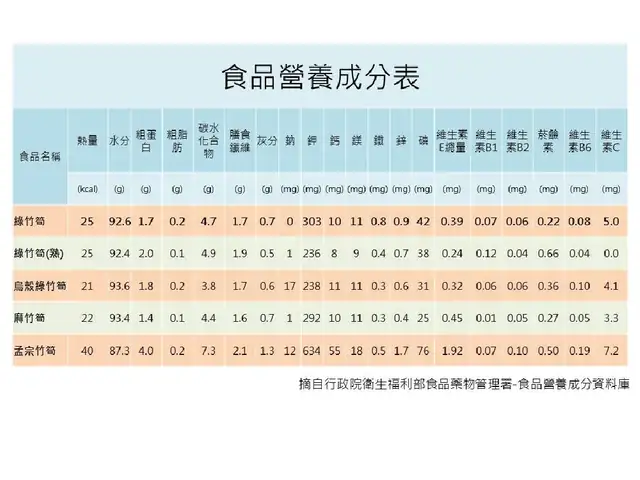 食品營養成分表
食品名稱 熱量 水分 粗蛋白 粗脂肪 碳水化合物 膳食纖維 灰分 鈉 鉀 鈣 鎂 鐵 鋅 磷 維生素E總量 維生素B1 維生素B2 菸鹼素 維生素B6 維生素C
(kcal) (g) (g) (g) (g) (g) (g) (mg) (mg) (mg) (mg) (mg) (mg) (mg) (mg) (mg) (mg) (mg) (mg) (mg)
綠竹筍 25 92.6 1.7 0.2 4.7 1.7 0.7 0 303 10 11 0.8 0.9 42 0.39 0.07 0.06 0.22 0.08 5.0
綠竹筍(熟) 25 92.4 2.0 0.1 4.9 1.9 0.5 1 236 8 9 0.4 0.7 38 0.24 0.12 0.04 0.66 0.04 0.0
烏殼綠竹筍 21 93.6 1.8 0.2 3.8 1.7 0.6 17 238 11 11 0.3 0.6 31 0.32 0.06 0.06 0.36 0.10 4.1
麻竹筍 22 93.4 1.4 0.1 4.4 1.6 0.7 1 292 10 11 0.3 0.4 25 0.45 0.01 0.05 0.27 0.05 3.3
孟宗竹筍 40 87.3 4.0 0.2 7.3 2.1 1.3 12 634 55 18 0.5 1.7 76 1.92 0.07 0.10 0.50 0.19 7.2
摘自行政院衛生福利部食品藥物管理署-食品營養成分資料庫